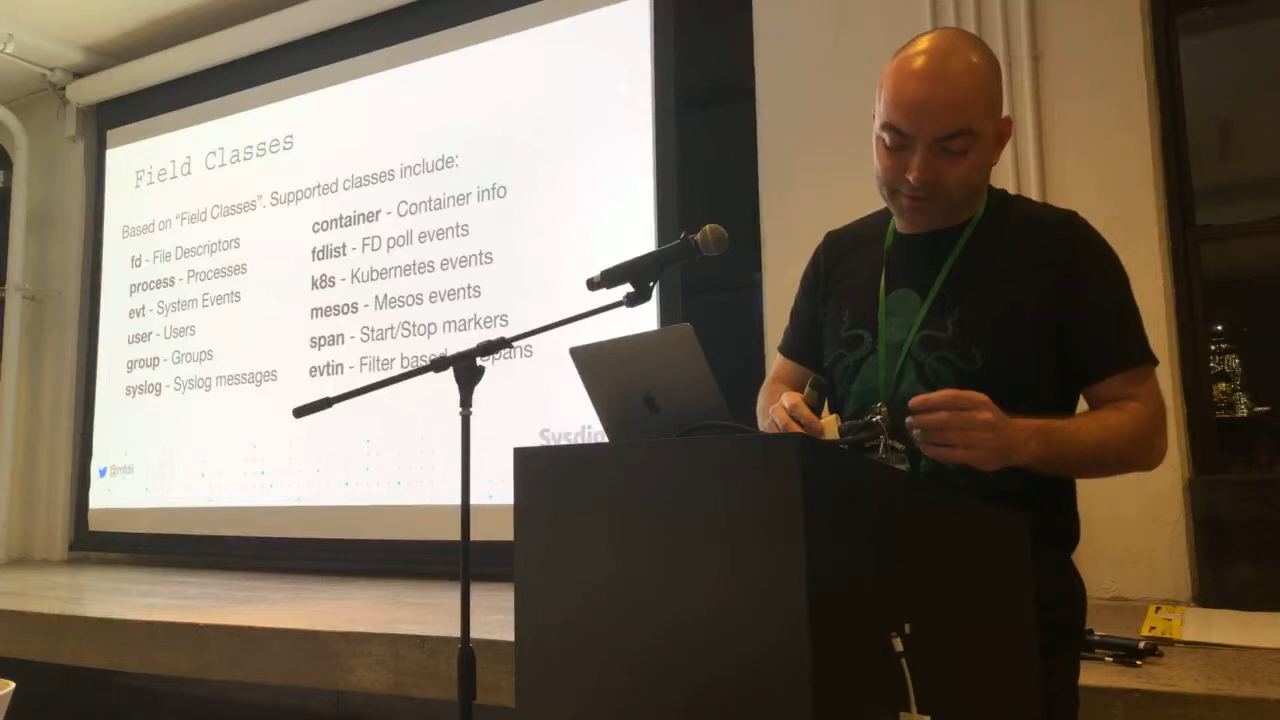 Field Classes
Based on “Field Classes”. Supported classes include:
fd - File Descriptors
process - Processes
evt - System Events
user - Users
group - Groups
syslog - Syslog messages
container - Container info
fdlist - FD poll events
k8s - Kubernetes events
mesos - Mesos events
span - Start/Stop markers
evtin - Filter based Spans
@mfdii